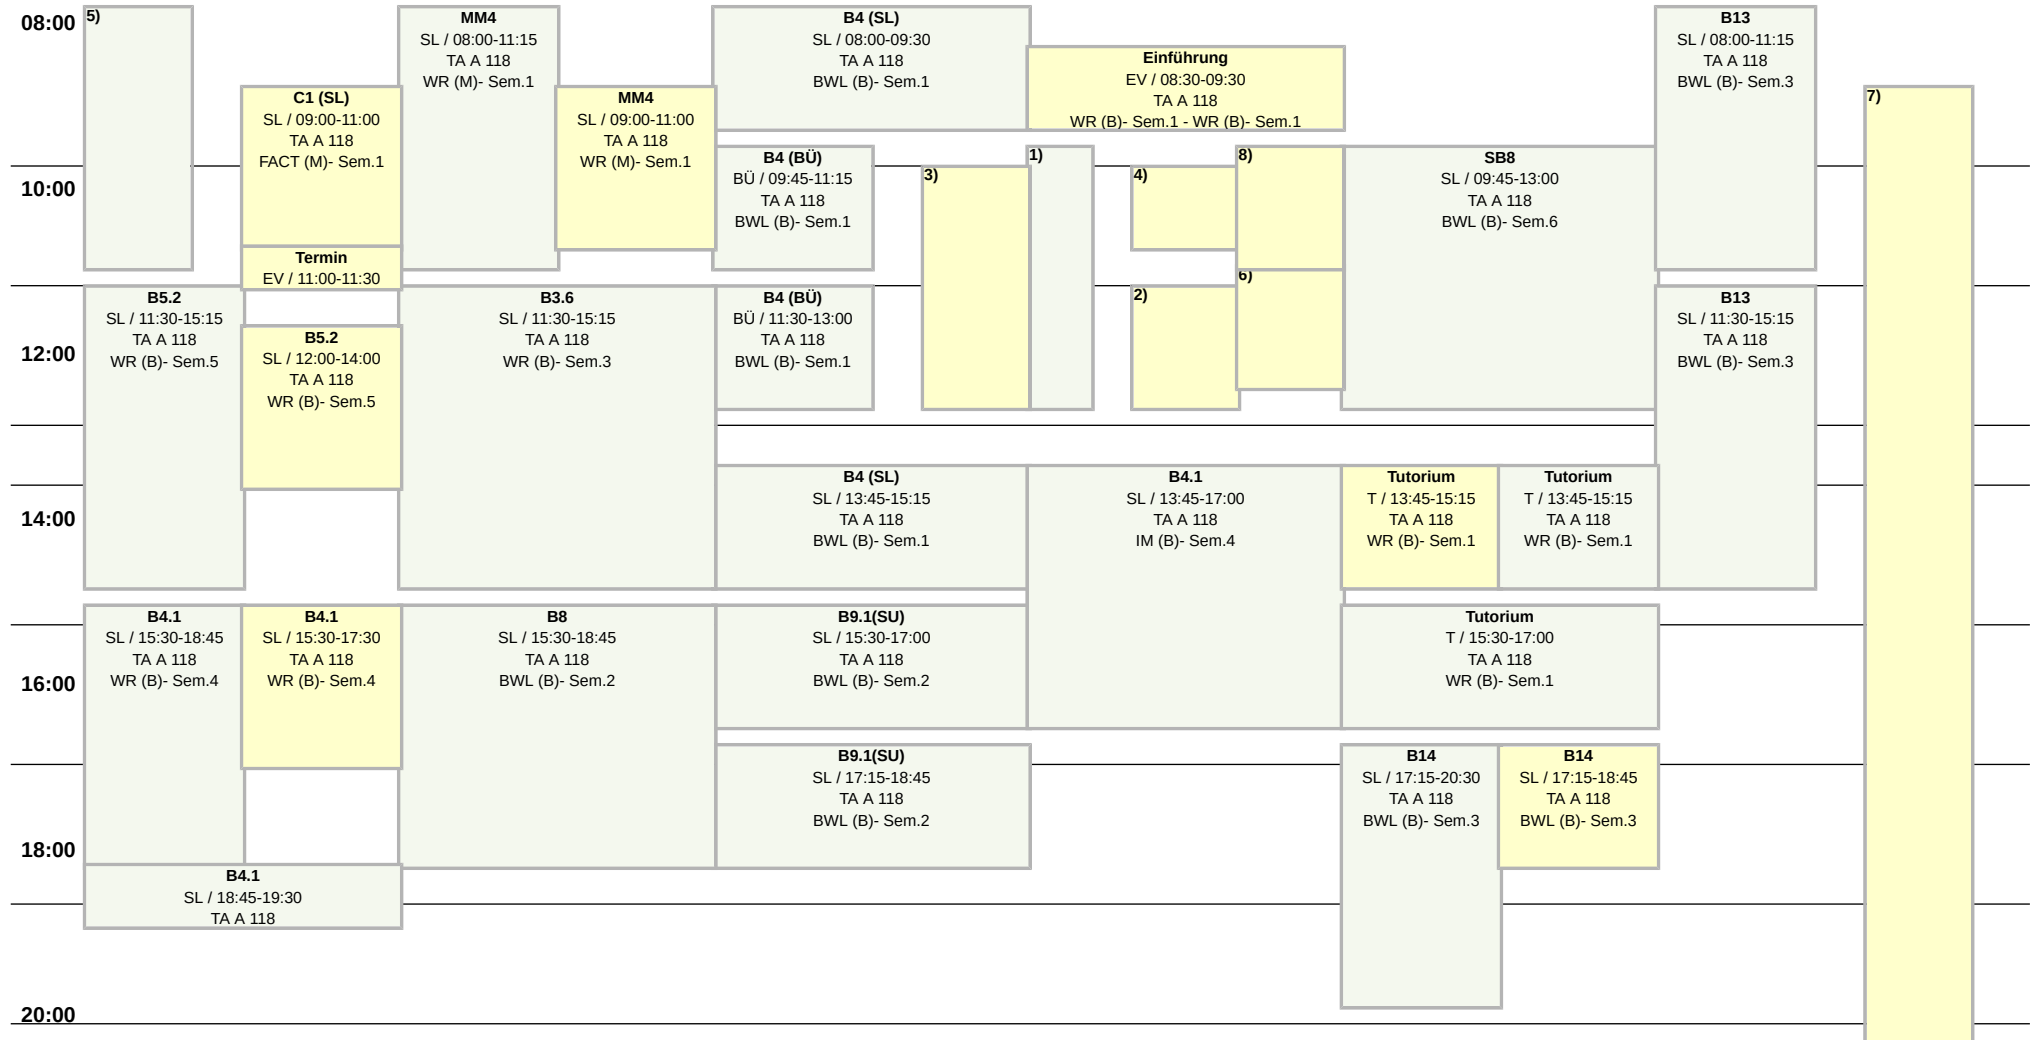 08:00
10:00
12:00
14:00
16:00
18:00
20:00
5)
C1 (SL)
SL / 09:00-11:00
TA A 118
FACT (M)- Sem.1
Termin
EV / 11:00-11:30
B5.2
SL / 11:30-15:15
TA A 118
WR (B)- Sem.5
B5.2
SL / 12:00-14:00
TA A 118
WR (B)- Sem.5
B4.1
SL / 15:30-18:45
TA A 118
WR (B)- Sem.4
B4.1
SL / 15:30-17:30
TA A 118
WR (B)- Sem.4
B4.1
SL / 18:45-19:30
TA A 118
MM4
SL / 08:00-11:15
TA A 118
WR (M)- Sem.1
MM4
SL / 09:00-11:00
TA A 118
WR (M)- Sem.1
B3.6
SL / 11:30-15:15
TA A 118
WR (B)- Sem.3
B8
SL / 15:30-18:45
TA A 118
BWL (B)- Sem.2
B4 (SL)
SL / 08:00-09:30
TA A 118
BWL (B)- Sem.1
B4 (BÜ)
BÜ / 09:45-11:15
TA A 118
BWL (B)- Sem.1
3)
B4 (BÜ)
BÜ / 11:30-13:00
TA A 118
BWL (B)- Sem.1
B4 (SL)
SL / 13:45-15:15
TA A 118
BWL (B)- Sem.1
B9.1(SU)
SL / 15:30-17:00
TA A 118
BWL (B)- Sem.2
B9.1(SU)
SL / 17:15-18:45
TA A 118
BWL (B)- Sem.2
Einführung
EV / 08:30-09:30
TA A 118
WR (B)- Sem.1 - WR (B)- Sem.1
1)
4)
8)
2)
6)
B4.1
SL / 13:45-17:00
TA A 118
IM (B)- Sem.4
SB8
SL / 09:45-13:00
TA A 118
BWL (B)- Sem.6
Tutorium
T / 13:45-15:15
TA A 118
WR (B)- Sem.1
Tutorium
T / 13:45-15:15
TA A 118
WR (B)- Sem.1
Tutorium
T / 15:30-17:00
TA A 118
WR (B)- Sem.1
B14
SL / 17:15-20:30
TA A 118
BWL (B)- Sem.3
B14
SL / 17:15-18:45
TA A 118
BWL (B)- Sem.3
B13
SL / 08:00-11:15
TA A 118
BWL (B)- Sem.3
B13
SL / 11:30-15:15
TA A 118
BWL (B)- Sem.3
7)